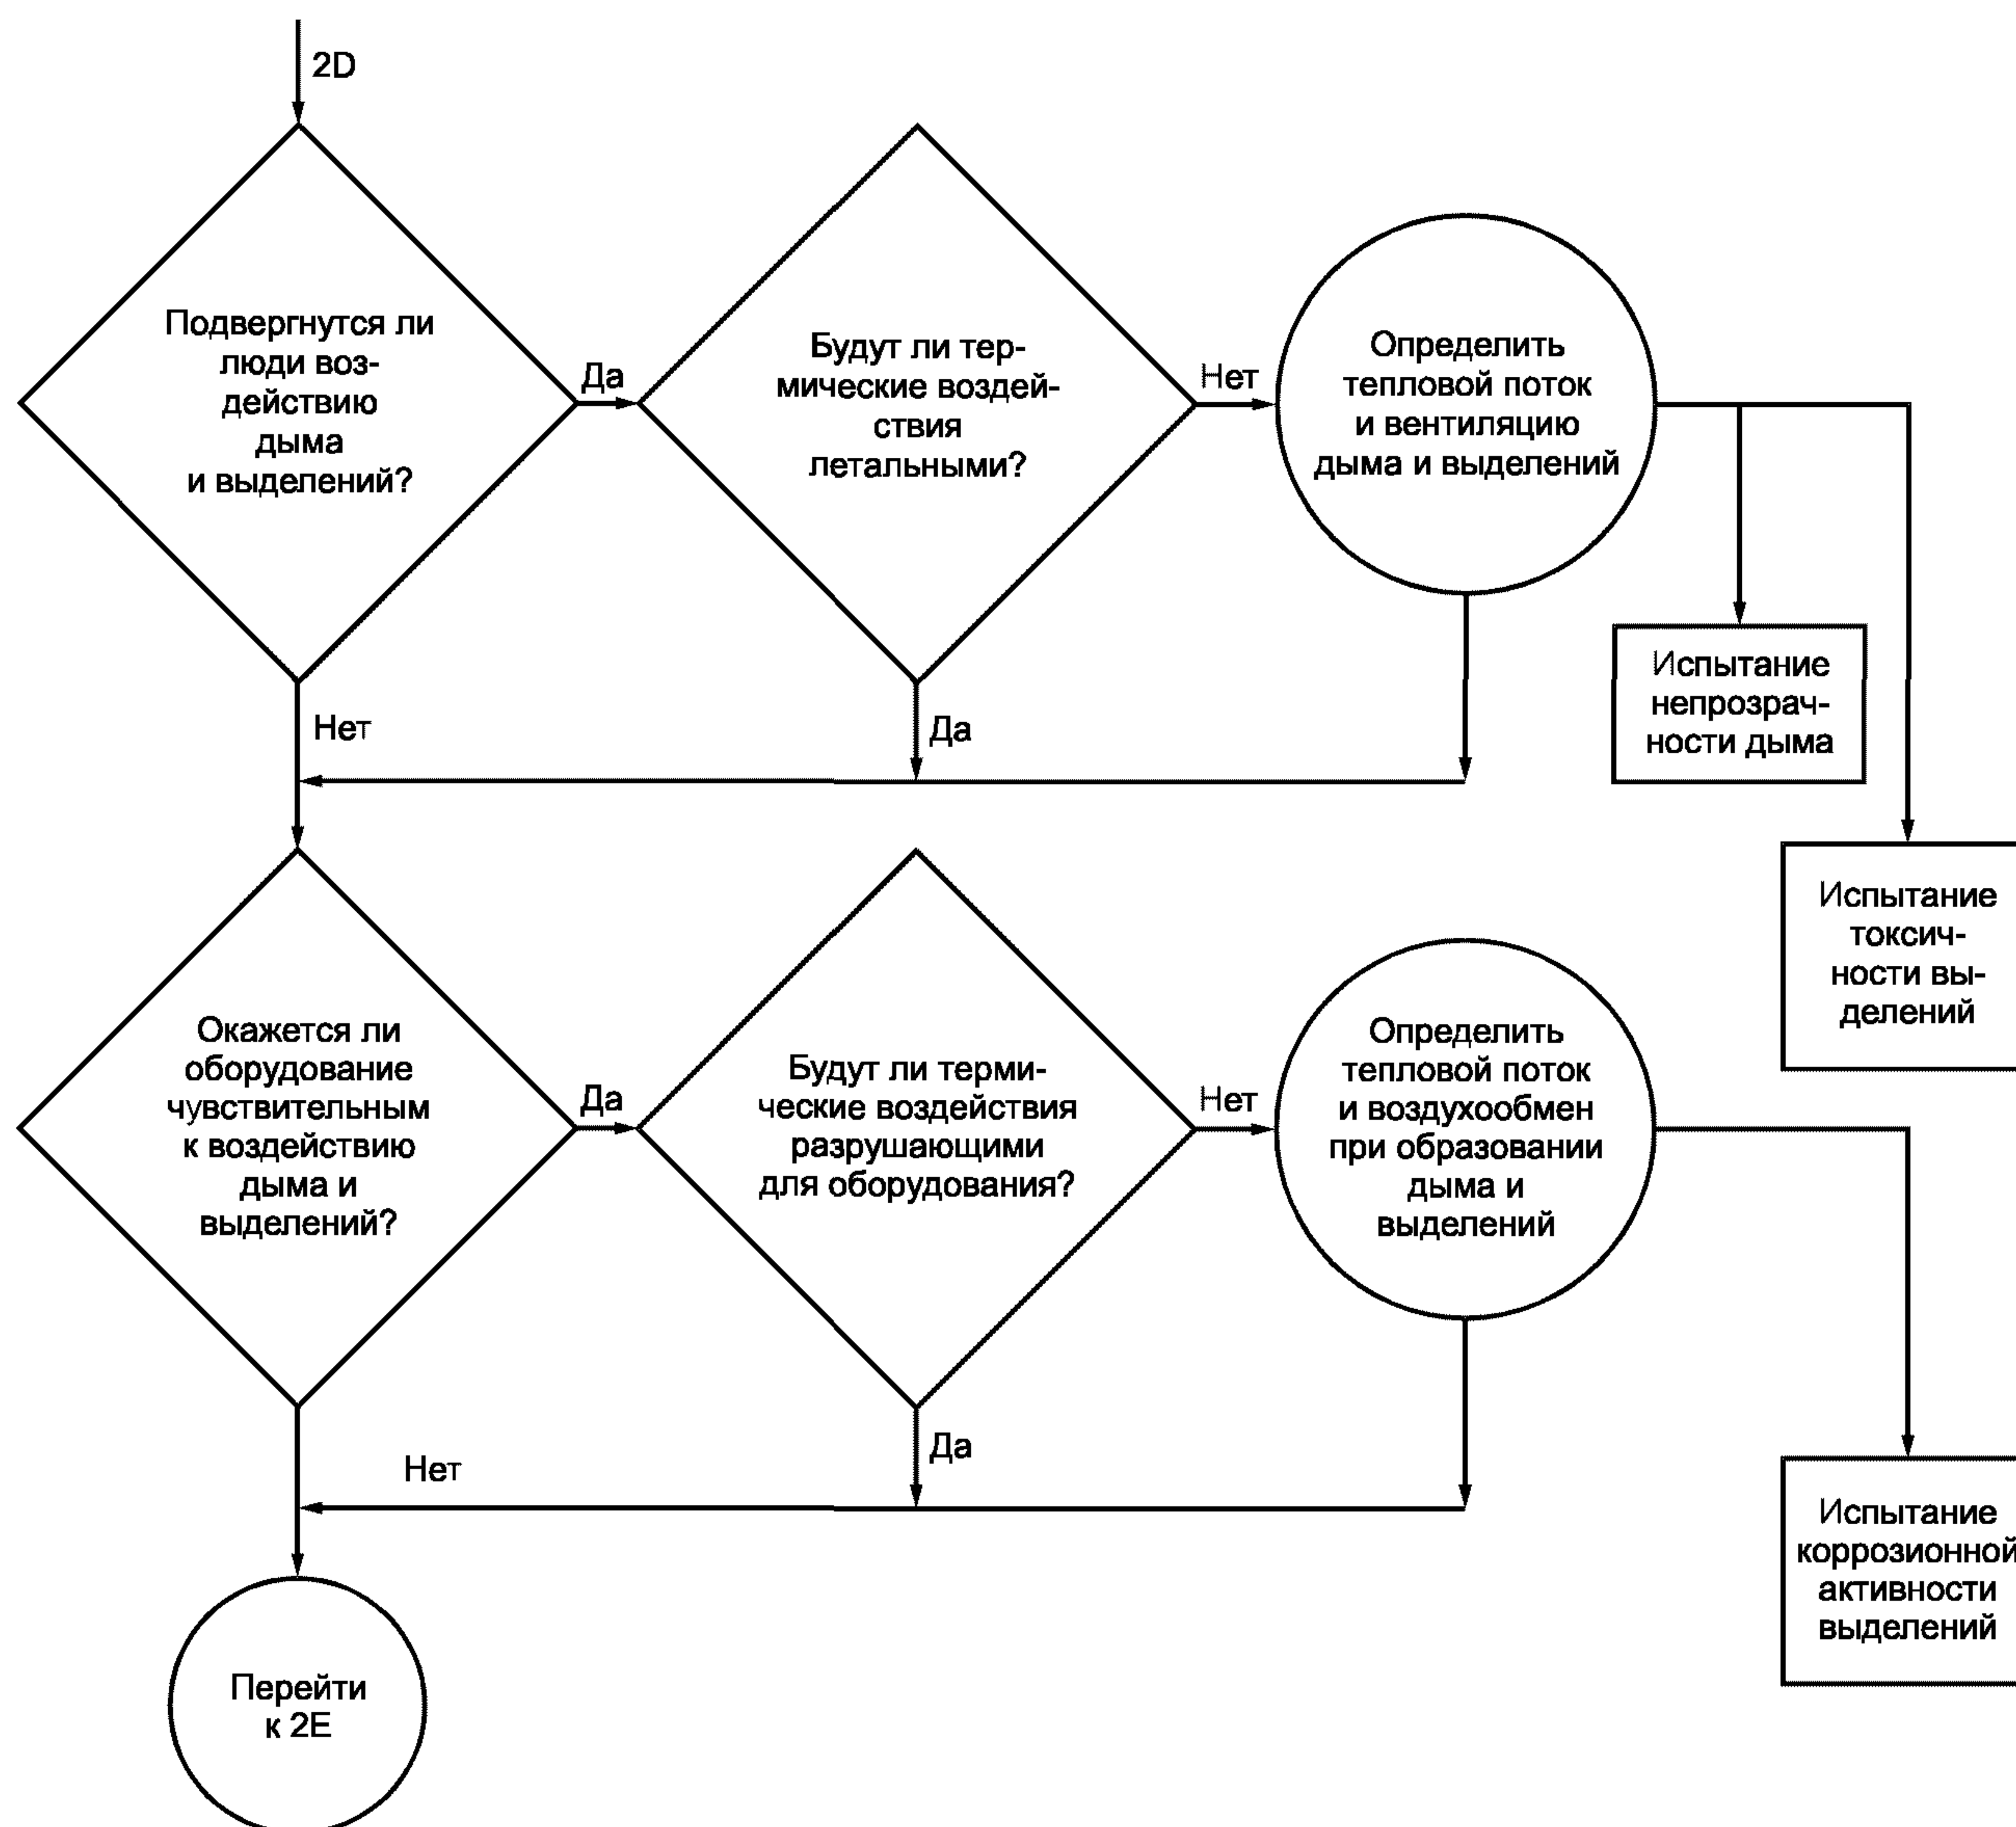 2D
Подвергнутся ли
люди воз-
действию
дыма
и выделений?
Да
Будут ли тер-
мические воздей-
ствия
летальными?
Нет
Определить
тепловой поток
и вентиляцию
дыма и выделений
Испытание
непрозрач-
ности дыма
Нет
Да
Испытание
токсич-
ности вы-
делений
Окажется ли
оборудование
чувствительным
к воздействию
дыма и
выделений?
Да
Будут ли терми-
ческие воздействия
разрушающими
для оборудования?
Нет
Определить
тепловой поток
и воздухообмен
при образовании
дыма и
выделений
Да
Нет
Испытание
коррозионной
активности
выделений
Перейти
к 2E